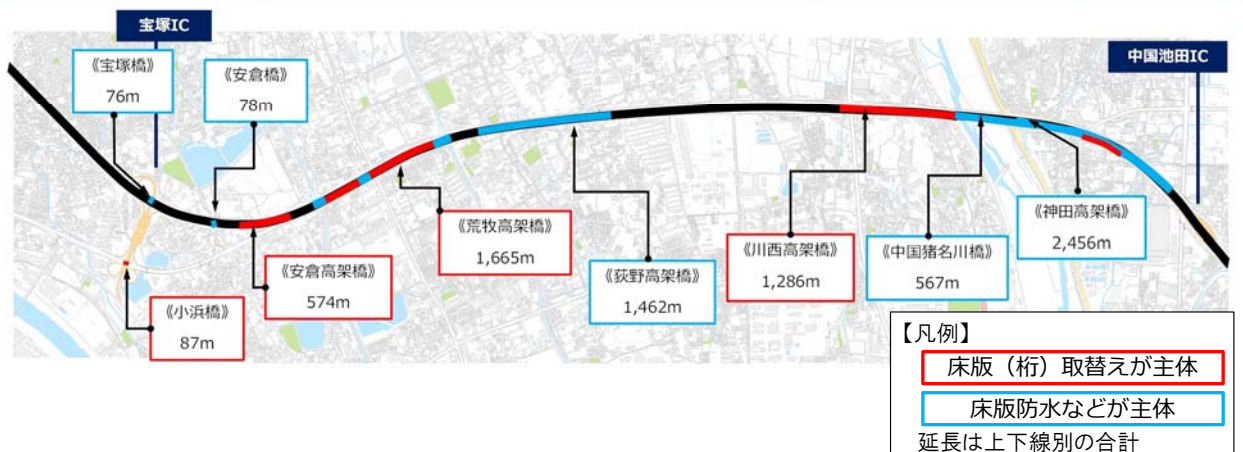 宝塚IC
中国池田IC
《宝塚橋》
76m
《安倉橋》
78m
《荒牧高架橋》
1,665m
《安倉高架橋》
574m
《小浜橋》
87m
《荻野高架橋》
1,462m
《川西高架橋》
1,286m
《中国猪名川橋》
567m
《神田高架橋》
2,456m
【凡例】
床版（桁）取替えが主体
床版防水などが主体
延長は上下線別の合計